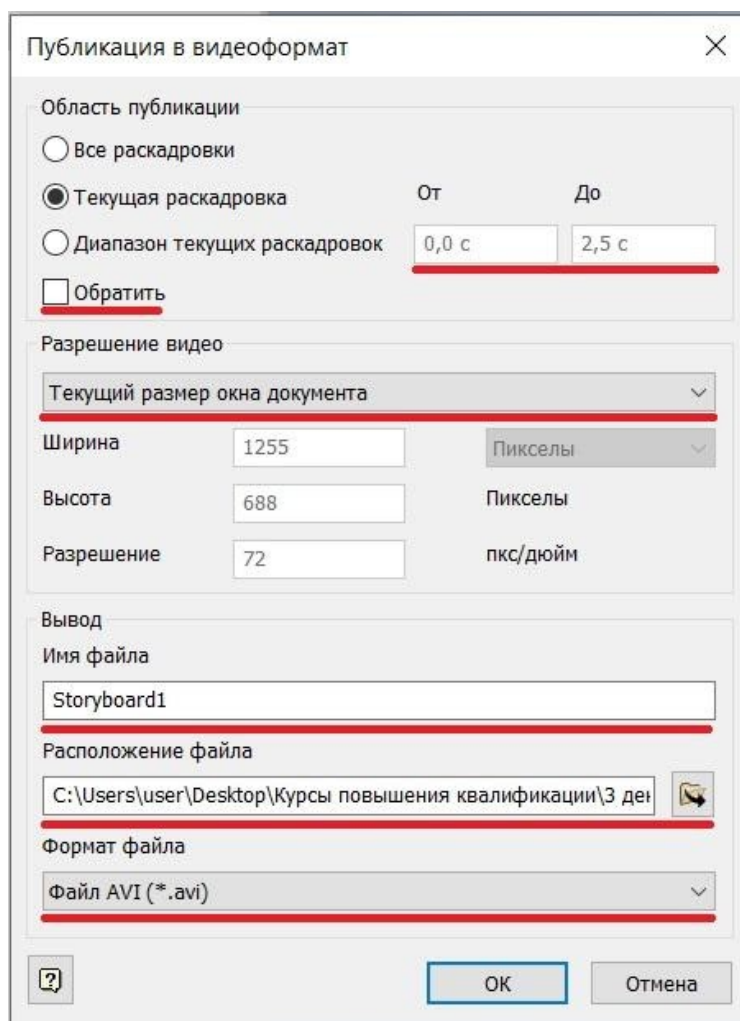 Публикация в видеоформат
Область публикации
Все раскадровки
Текущая раскадровка От До
Диапазон текущих раскадровок 0,0 с 2,5 с
Обратить
Разрешение видео
Текущий размер окна документа
Ширина 1255 Пикселы
Высота 688 Пикселы
Разрешение 72 пкс/дюйм
Вывод
Имя файла
Storyboard1
Расположение файла
C:\Users\user\Desktop\Курсы повышения квалификации\3
Формат файла
Файл AVI (*.avi)
? ОК Отмена